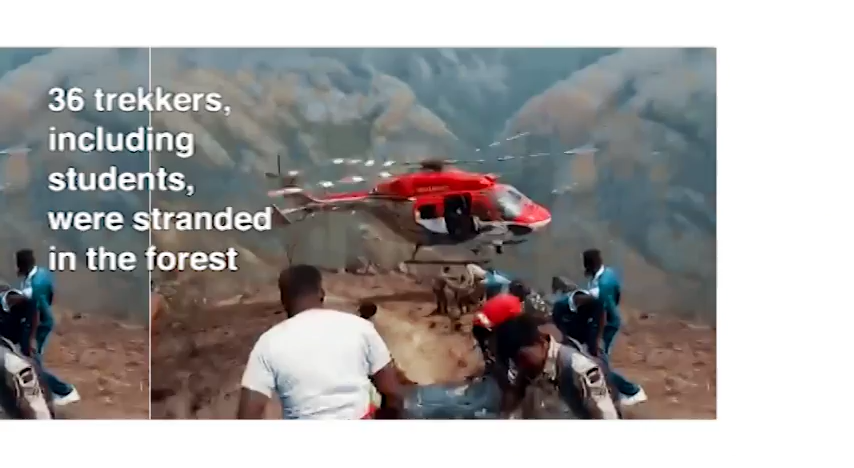 36 trekkers,
including
students,
were stranded
in the forest